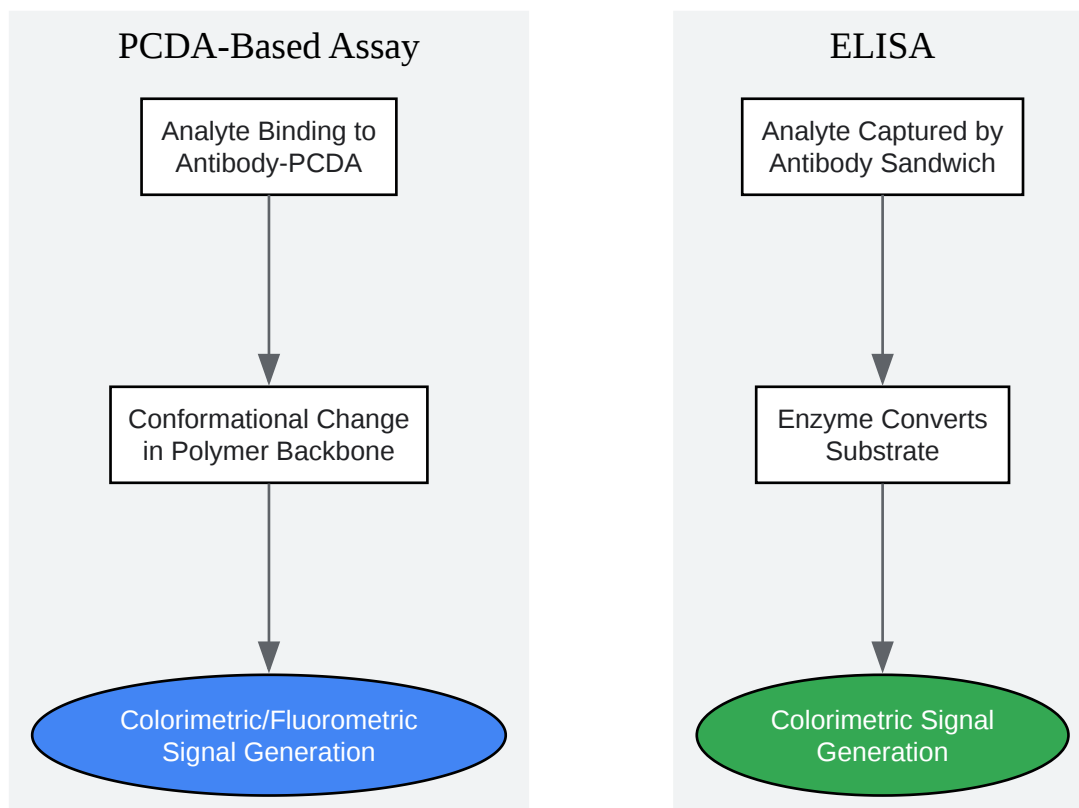 PCDA-Based Assay
Analyte Binding to
Antibody-PCDA
Conformational Change
in Polymer Backbone
Colorimetric/Fluorometric
Signal Generation
ELISA
Analyte Captured by
Antibody Sandwich
Enzyme Converts
Substrate
Colorimetric Signal
Generation